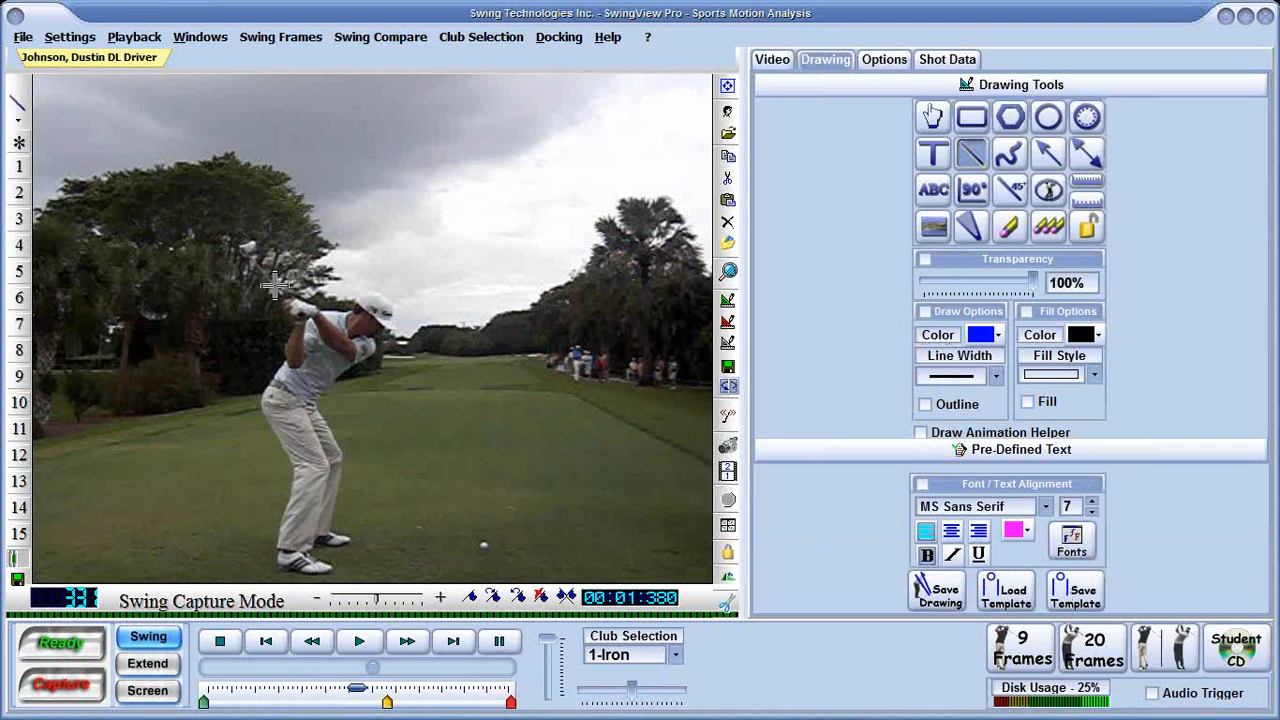 Swing Technologies Inc. - SwingView Pro - Sports Motion Analysis
File Settings Playback Windows Swing Frames Swing Compare Club Selection Docking Help ?
Johnson, Dustin DL Driver
Video Drawing Options Shot Data
Drawing Tools
T
ABC 90° 45°
Transparency
100%
Draw Options Fill Options
Color Color
Line Width Fill Style
Outline Fill
Draw Animation Helper
Pre-Defined Text
Font / Text Alignment
MS Sans Serif 7
B I U Fonts
Save Drawing Load Template Save Template
1
2
3
4
5
6
7
8
9
10
11
12
13
14
15
Swing Capture Mode - + 00:01:380
Ready Swing
Capture Extend
Screen
Club Selection
1-Iron
9 Frames 20 Frames Student CD
Disk Usage - 25% Audio Trigger